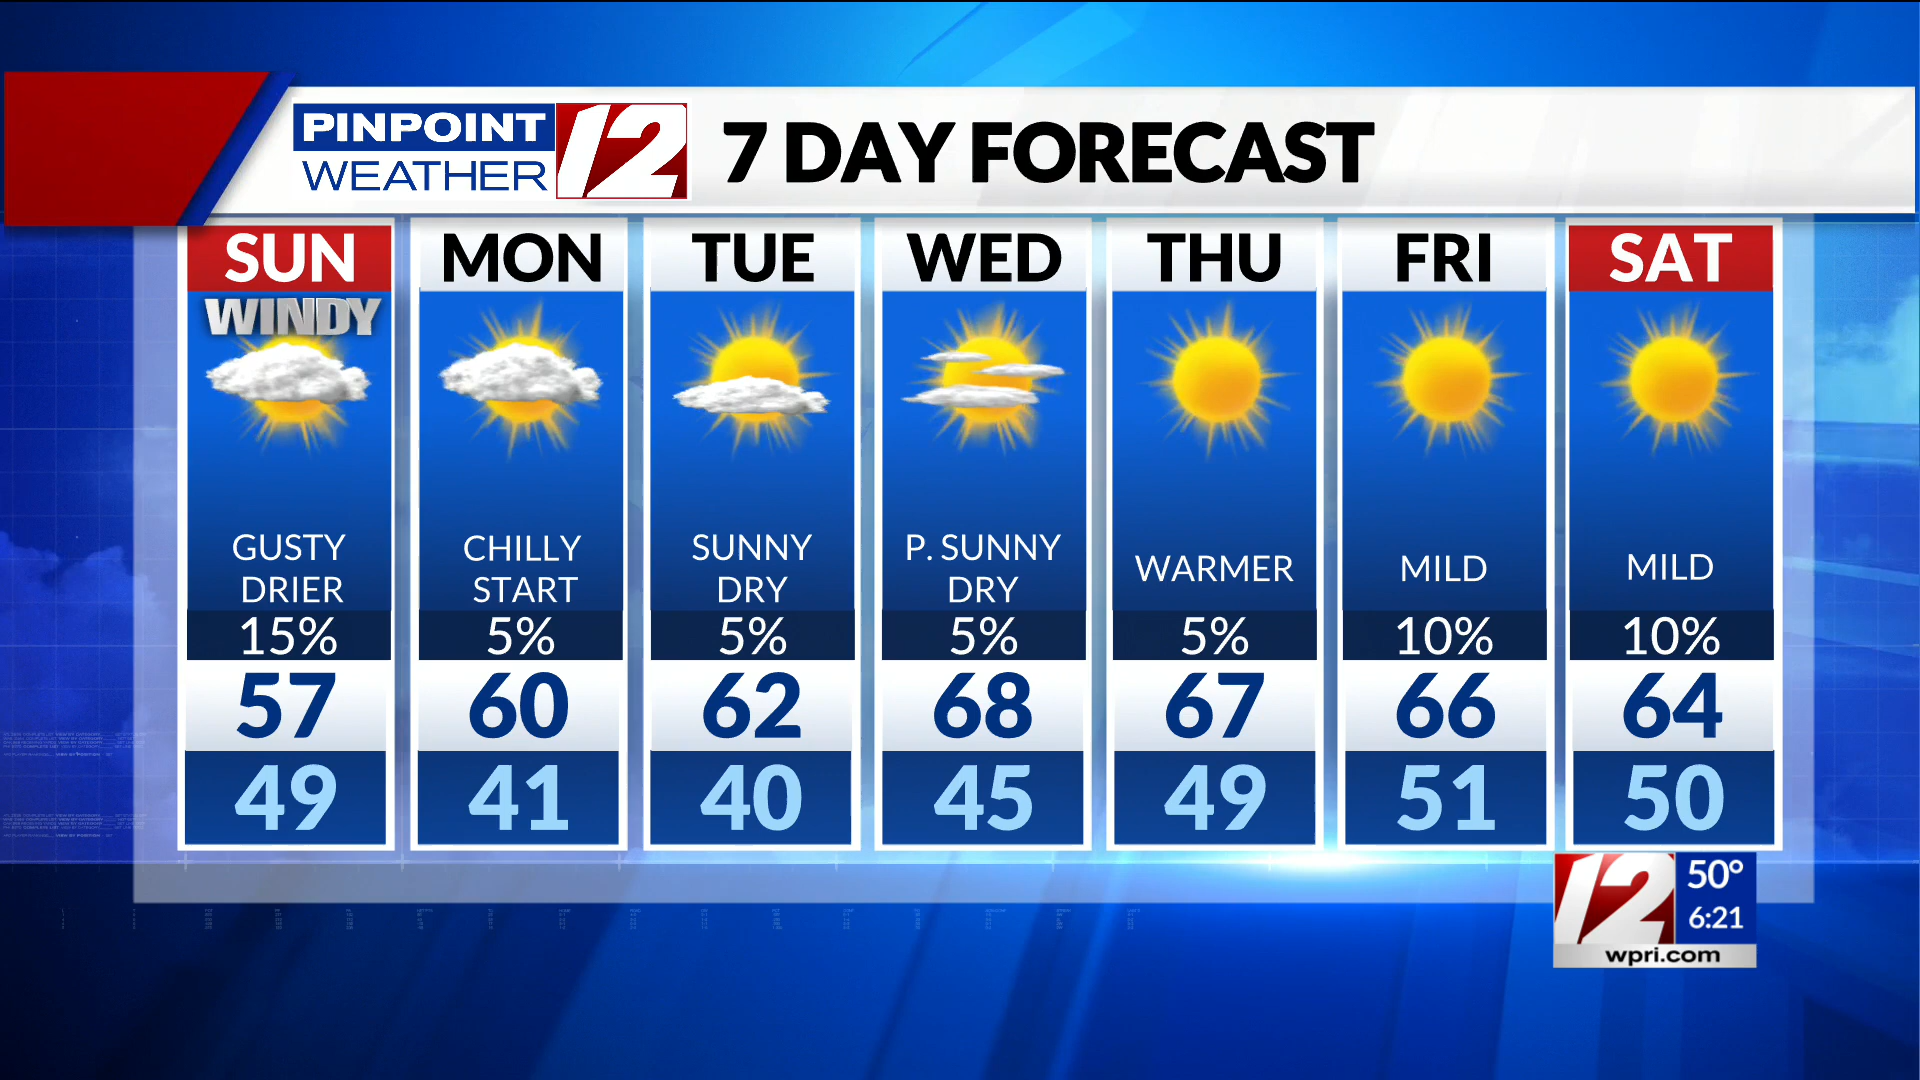 PINPOINT
WEATHER 12
7 DAY FORECAST
SUN MON TUE WED THU FRI SAT
WINDY
GUSTY
DRIER
CHILLY
START
SUNNY
DRY
P. SUNNY
DRY
WARMER
MILD
MILD
15% 5% 5% 5% 5% 10% 10%
57 60 62 68 67 66 64
49 41 40 45 49 51 50
12
50°
6:21
wpri.com